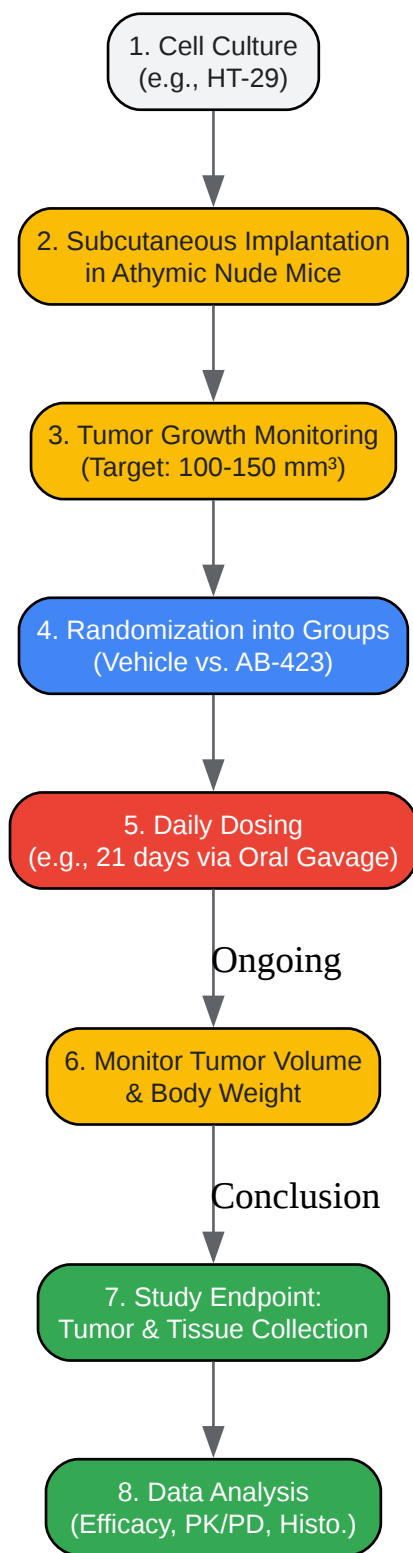 1. Cell Culture
(e.g., HT-29)
2. Subcutaneous Implantation
in Athymic Nude Mice
3. Tumor Growth Monitoring
(Target: 100-150 mm³)
4. Randomization into Groups
(Vehicle vs. AB-423)
5. Daily Dosing
(e.g., 21 days via Oral Gavage)
Ongoing
6. Monitor Tumor Volume
& Body Weight
Conclusion
7. Study Endpoint:
Tumor & Tissue Collection
8. Data Analysis
(Efficacy, PK/PD, Histo.)